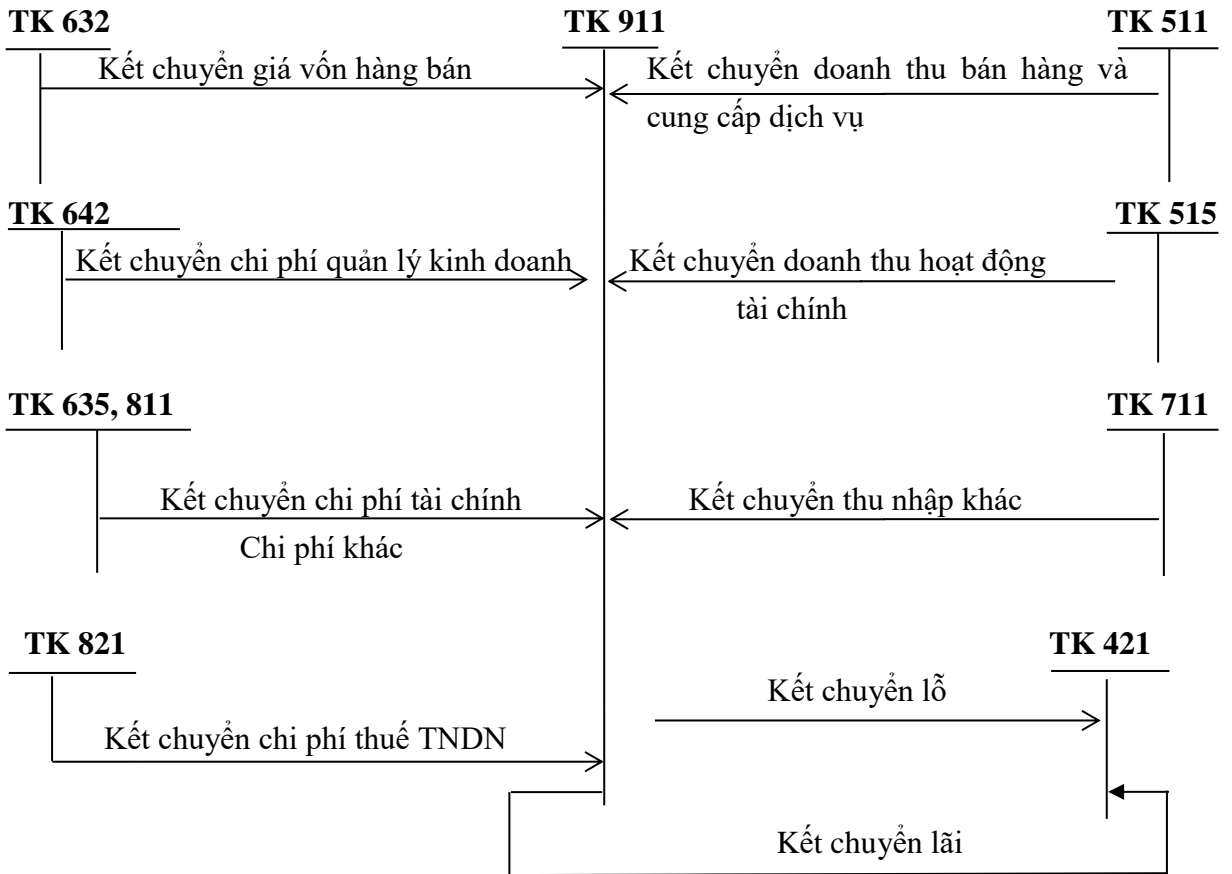 TK 632
TK 911
TK 511
Kết chuyển giá vốn hàng bán
Kết chuyển doanh thu bán hàng và
cung cấp dịch vụ
TK 642
TK 515
Kết chuyển chi phí quản lý kinh doanh
Kết chuyển doanh thu hoạt động
tài chính
TK 635, 811
TK 711
Kết chuyển chi phí tài chính
Chi phí khác
Kết chuyển thu nhập khác
TK 821
TK 421
Kết chuyển lỗ
Kết chuyển chi phí thuế TNDN
Kết chuyển lãi